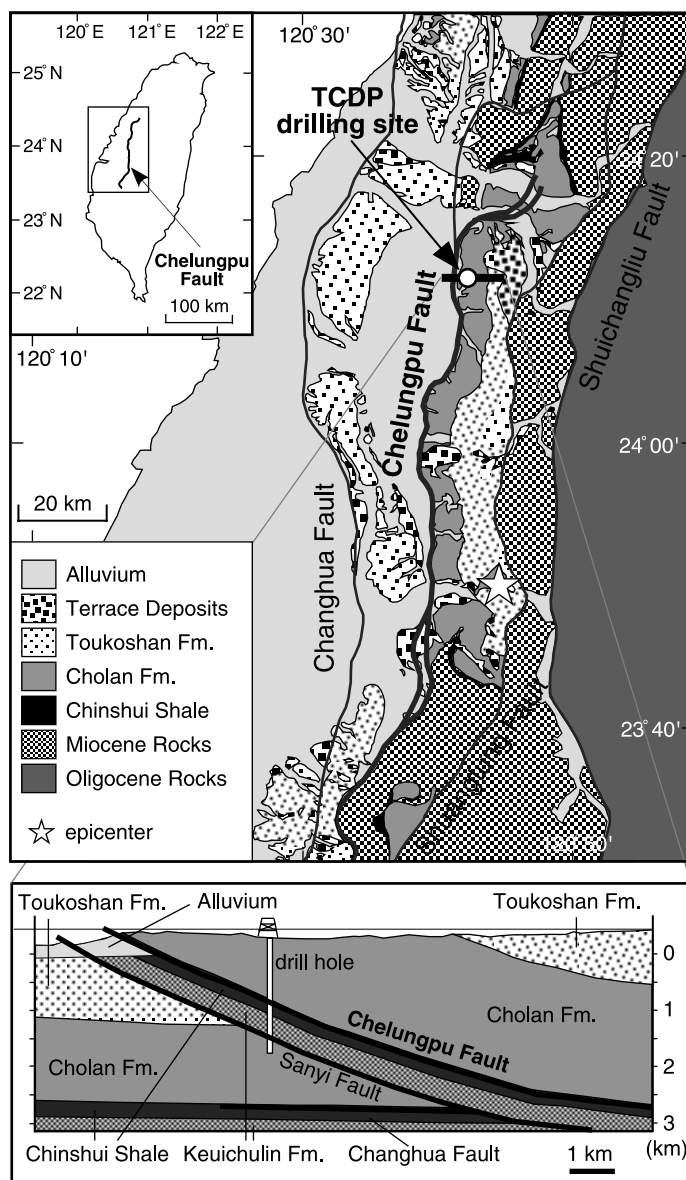 120°E 121°E 122°E
25°N
24°N
23°N
22°N
Chelungpu
Fault
100 km
120°30'
TCDP
drilling site
120°10'
24°20'
24°00'
23°40'
Shuichangliu Fault
Chelungpu Fault
Changhua Fault
20 km
Alluvium
Terrace Deposits
Toukoshan Fm.
Cholan Fm.
Chinshui Shale
Miocene Rocks
Oligocene Rocks
epicenter
Toukoshan Fm.
Alluvium
Toukoshan Fm.
drill hole
0
1
2
3
(km)
Cholan Fm.
Chelungpu Fault
Cholan Fm.
Sanyi Fault
Chinshui Shale
Keuichulin Fm.
Changhua Fault
1 km